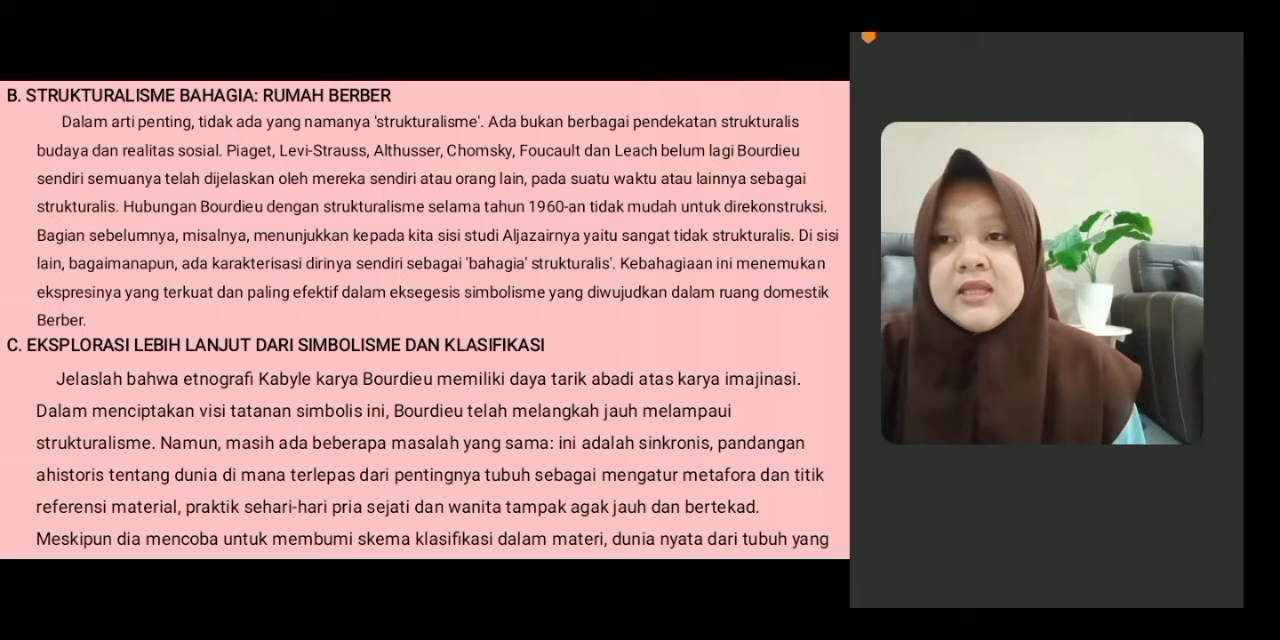 B. STRUKTURALISME BAHAGIA: RUMAH BERBER
Dalam arti penting, tidak ada yang namanya 'strukturalisme'. Ada bukan berbagai pendekatan strukturalis
budaya dan realitas sosial. Piaget, Levi-Strauss, Althusser, Chomsky, Foucault dan Leach belum lagi Bourdieu
sendiri semuanya telah dijelaskan oleh mereka sendiri atau orang lain, pada suatu waktu atau lainnya sebagai
strukturalis. Hubungan Bourdieu dengan strukturalisme selama tahun 1960-an tidak mudah untuk direkonstruksi.
Bagian sebelumnya, misalnya, menunjukkan kepada kita sisi studi Aljazairnya yaitu sangat tidak strukturalis. Di sisi
lain, bagaimanapun, ada karakterisasi dirinya sendiri sebagai 'bahagia' strukturalis'. Kebahagiaan ini menemukan
ekspresinya yang terkuat dan paling efektif dalam eksegesis simbolisme yang diwujudkan dalam ruang domestik
Berber.
C. EKSPLORASI LEBIH LANJUT DARI SIMBOLISME DAN KLASIFIKASI
Jelaslah bahwa etnografi Kabyle karya Bourdieu memiliki daya tarik abadi atas karya imajinasi.
Dalam menciptakan visi tatanan simbolis ini, Bourdieu telah melangkah jauh melampaui
strukturalisme. Namun, masih ada beberapa masalah yang sama: ini adalah sinkronis, pandangan
ahistoris tentang dunia di mana terlepas dari pentingnya tubuh sebagai mengatur metafora dan titik
referensi material, praktik sehari-hari pria sejati dan wanita tampak agak jauh dan bertekad.
Meskipun dia mencoba untuk membumi skema klasifikasi dalam materi, dunia nyata dari tubuh yang